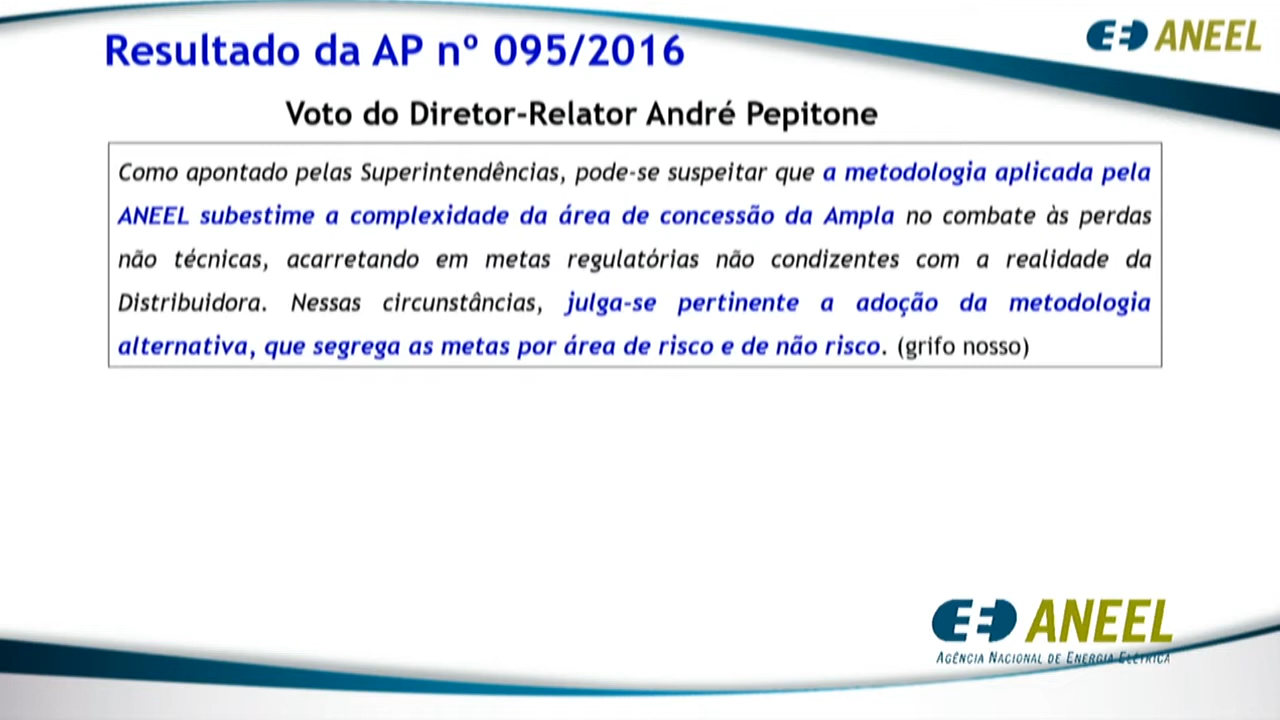 Resultado da AP nº 095/2016
ANEEL
Voto do Diretor-Relator André Pepitone
Como apontado pelas Superintendências, pode-se suspeitar que a metodologia aplicada pela
ANEEL subestime a complexidade da área de concessão da Ampla no combate às perdas
não técnicas, acarretando em metas regulatórias não condizentes com a realidade da
Distribuidora. Nessas circunstâncias, julga-se pertinente a adoção da metodologia
alternativa, que segrega as metas por área de risco e de não risco. (grifo nosso)
ANEEL
AGÊNCIA NACIONAL DE ENERGIA ELÉTRICA